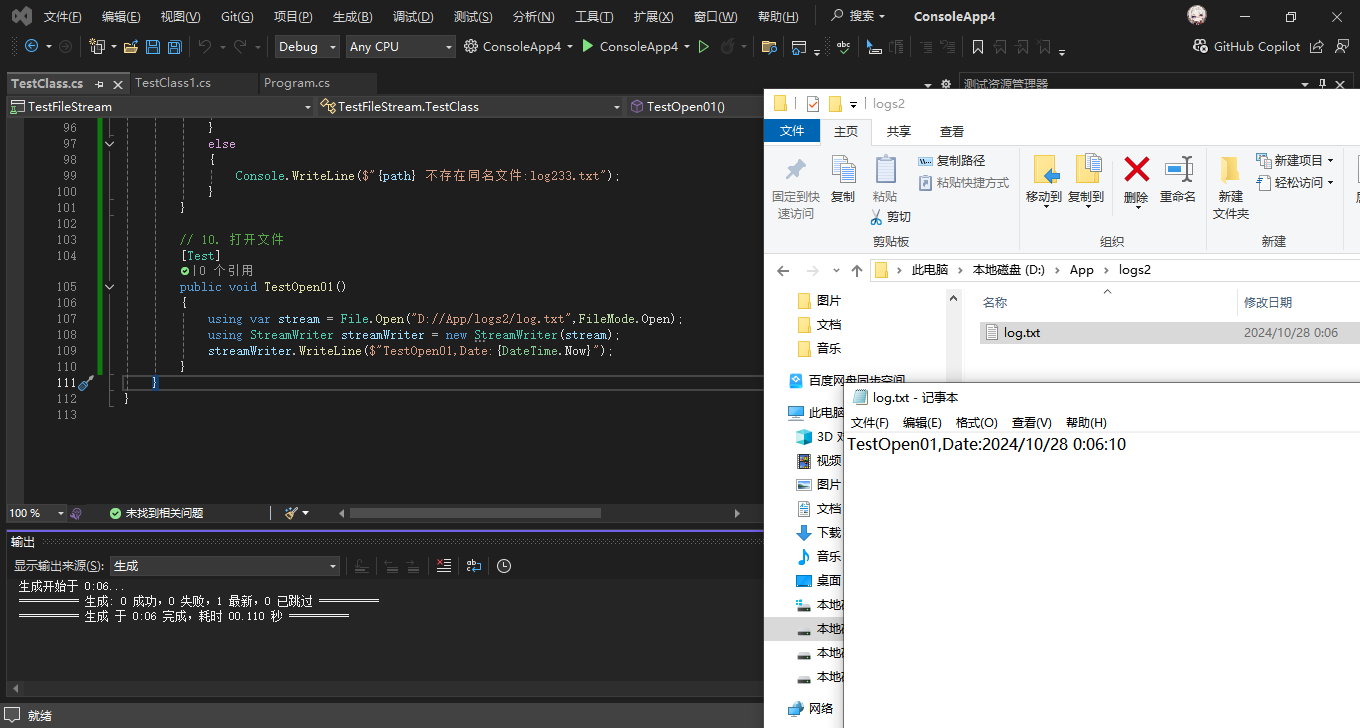 文件(F) 编辑(E) 视图(V) Git(G) 项目(P) 生成(B) 调试(D) 测试(S) 分析(N) 工具(T) 扩展(X) 窗口(W) 帮助(H) 搜索 ConsoleApp4
Debug Any CPU ConsoleApp4 ConsoleApp4 GitHub Copilot
TestClass.cs TestClass1.cs Program.cs 测试资源管理器
TestFileStream TestFileStream.TestClass TestOpen01()
96 }
97 else
98 {
99 Console.WriteLine($"{path} 不存在同名文件:log233.txt");
100 }
101 }
102
103 // 10. 打开文件
104 [Test]
0 个引用
105 public void TestOpen01()
106 {
107 using var stream = File.Open("D://App/logs2/log.txt",FileMode.Open);
108 using StreamWriter streamWriter = new StreamWriter(stream);
109 streamWriter.WriteLine($"TestOpen01,Date:{DateTime.Now}");
110 }
111 }
112 }
113
100 % 未找到相关问题
输出
显示输出来源(S): 生成
生成开始于 0:06...
========== 生成: 0 成功，0 失败，1 最新，0 已跳过 ==========
========== 生成 于 0:06 完成，耗时 00.110 秒 ==========
就绪
logs2
文件 主页 共享 查看
固定到快速访问
复制
粘贴
复制路径
粘贴快捷方式
剪切
剪贴板
移动到 复制到 删除 重命名
组织
新建文件夹
新建项目
轻松访问
新建
此电脑 本地磁盘 (D:) App logs2
名称 修改日期
log.txt 2024/10/28 0:06
图片
文档
音乐
百度网盘同步空间
此电脑
3D
视频
图片
文档
下载
音乐
桌面
本地
本地
本地
本地
网络
log.txt - 记事本
文件(F) 编辑(E) 格式(O) 查看(V) 帮助(H)
TestOpen01,Date:2024/10/28 0:06:10